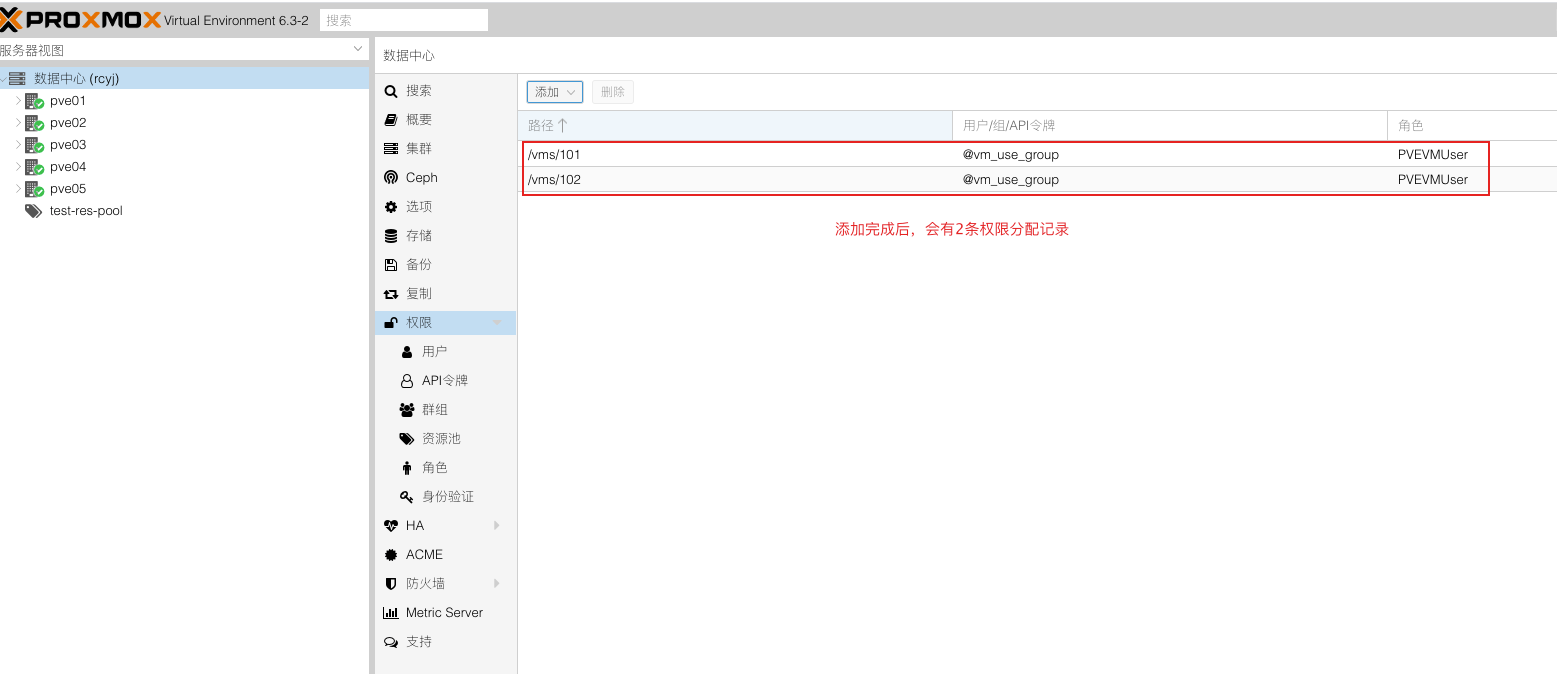 PROXMOX Virtual Environment 6.3-2 搜索
服务器视图
数据中心 (rcyj)
pve01
pve02
pve03
pve04
pve05
test-res-pool
数据中心
搜索
概要
集群
Ceph
选项
存储
备份
复制
权限
用户
API令牌
群组
资源池
角色
身份验证
HA
ACME
防火墙
Metric Server
支持
添加 删除
路径 用户/组/API令牌 角色
/vms/101 @vm_use_group PVEVMUser
/vms/102 @vm_use_group PVEVMUser
添加完成后，会有2条权限分配记录